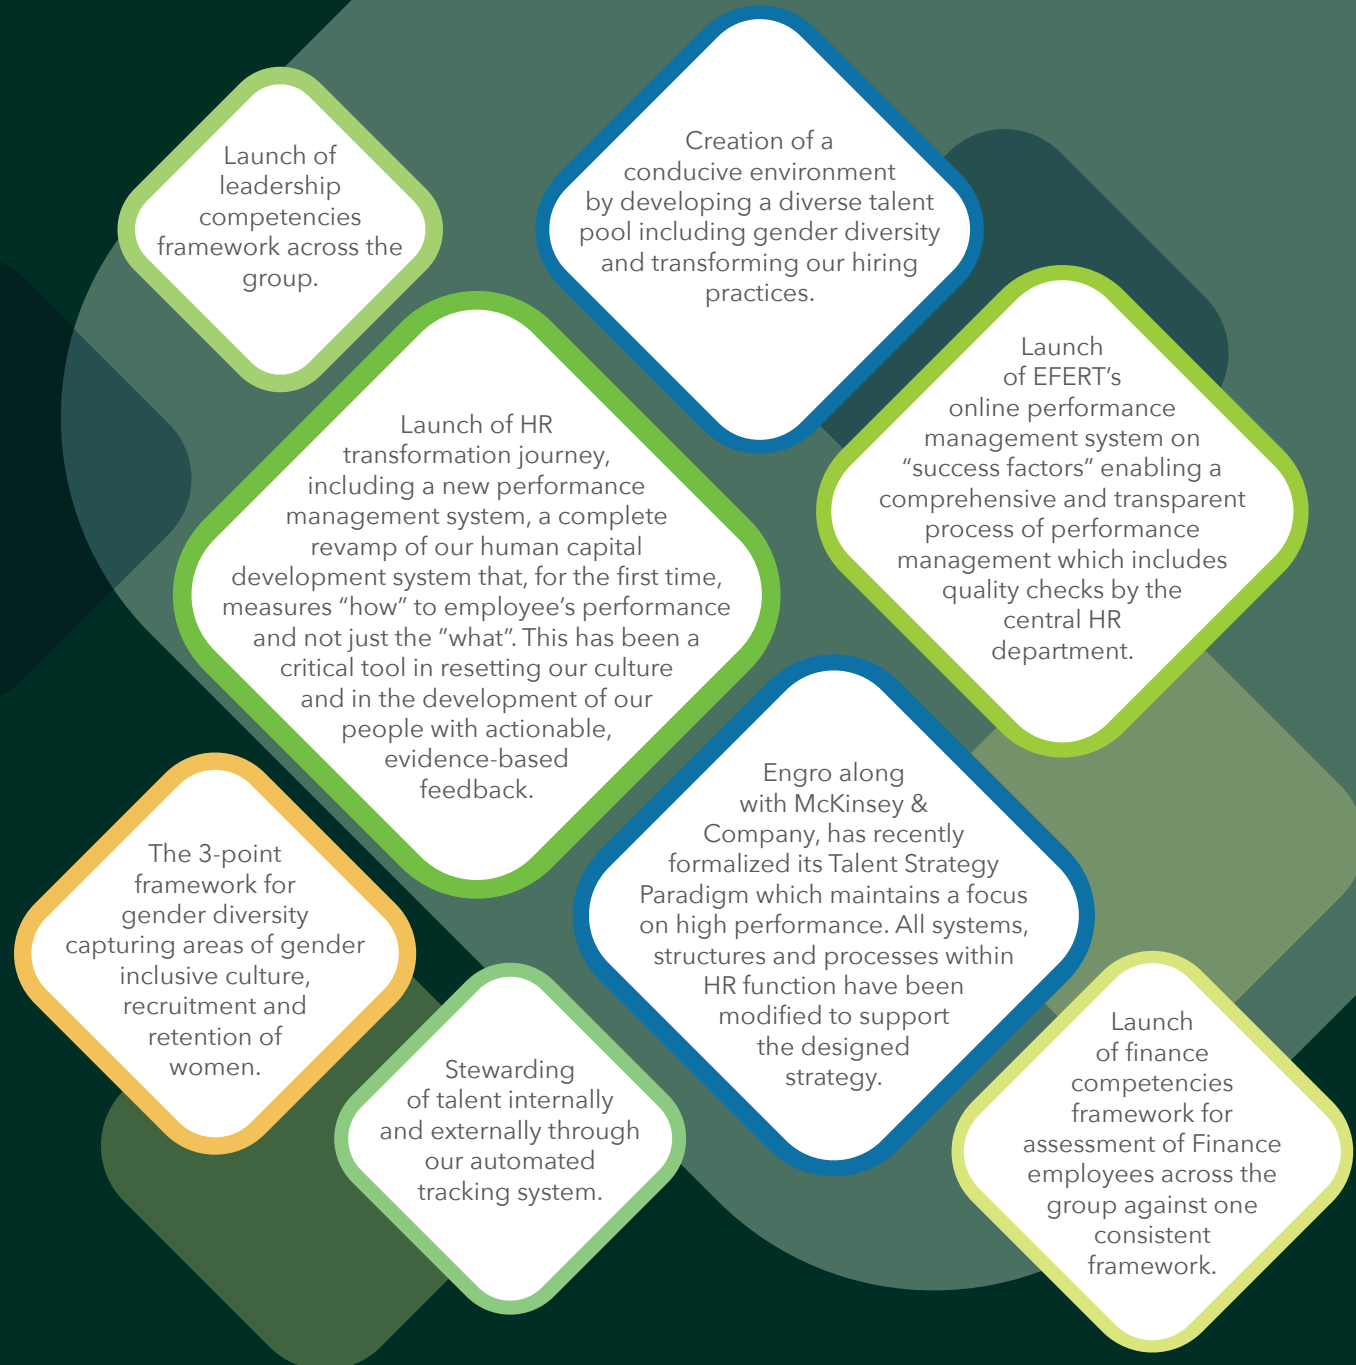 Launch of
leadership
competencies
framework across the
group.
Creation of a
conducive environment
by developing a diverse talent
pool including gender diversity
and transforming our hiring
practices.
Launch of HR
transformation journey,
including a new performance
management system, a complete
revamp of our human capital
development system that, for the first time,
measures “how” to employee’s performance
and not just the ”what”. This has been a
critical tool in resetting our culture
and in the development of our
people with actionable,
evidence-based
feedback.
Launch
of EFERT’s
online performance
management system on
“success factors” enabling a
comprehensive and transparent
process of performance
management which includes
quality checks by the
central HR
department.
The 3-point
framework for
gender diversity
capturing areas of gender
inclusive culture,
recruitment and
retention of
women.
Engro along
with McKinsey &
Company, has recently
formalized its Talent Strategy
Paradigm which maintains a focus
on high performance. All systems,
structures and processes within
HR function have been
modified to support
the designed
strategy.
Stewarding
of talent internally
and externally through
our automated
tracking system.
Launch
of finance
competencies
framework for
assessment of Finance
employees across the
group against one
consistent
framework.